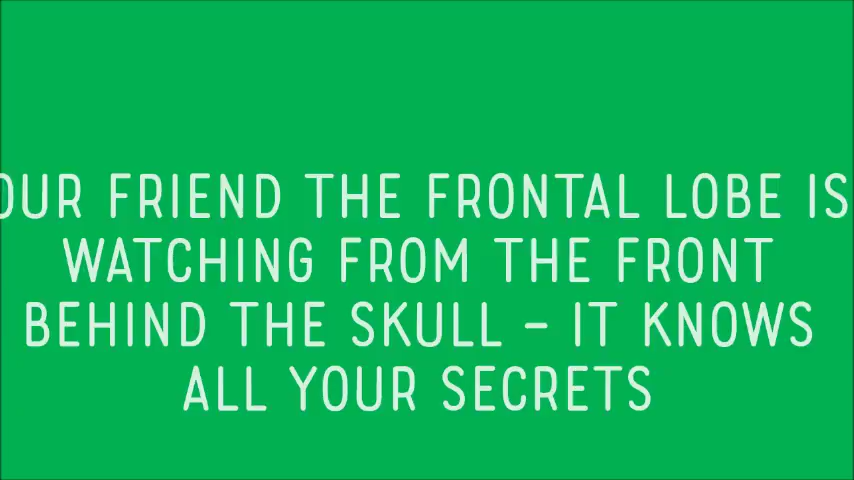 OUR FRIEND THE FRONTAL LOBE IS
WATCHING FROM THE FRONT
BEHIND THE SKULL – IT KNOWS
ALL YOUR SECRETS